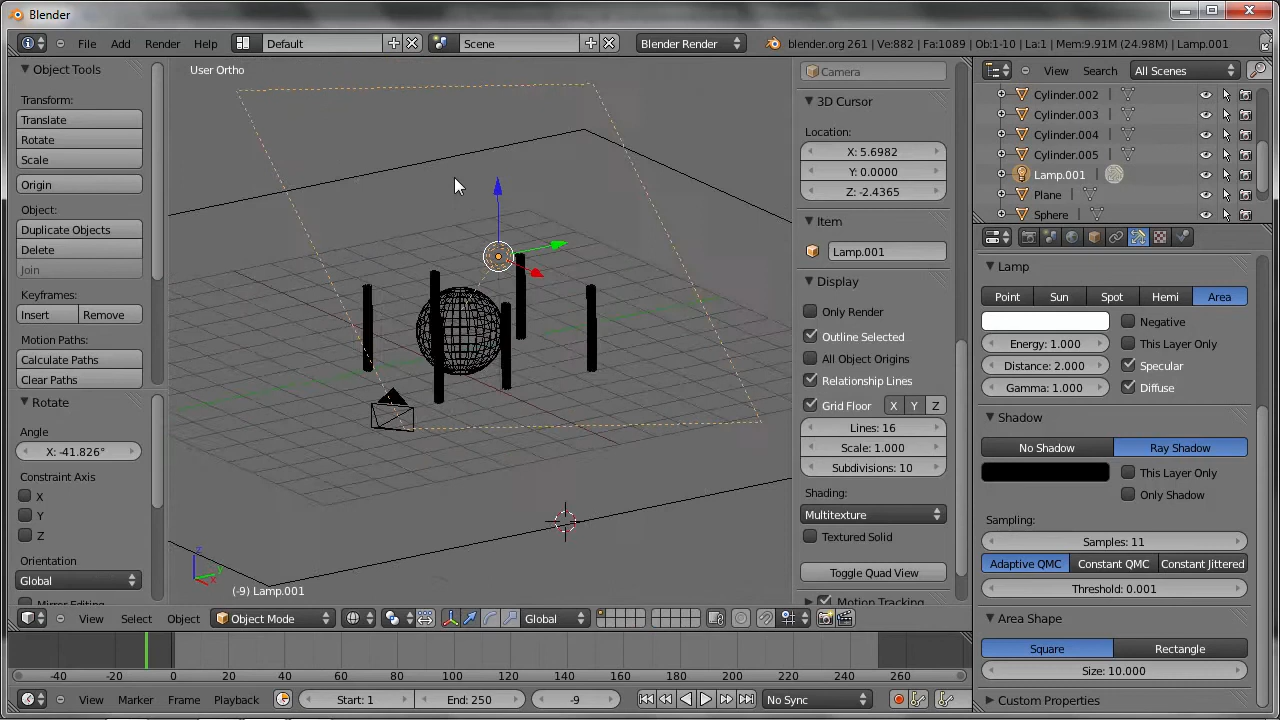 Blender
File Add Render Help Default Scene Blender Render blender.org 261 | Ve:882 | Fa:1089 | Ob:1-10 | La:1 | Mem:9.91M (24.98M) | Lamp.001
Object Tools
Transform:
Translate
Rotate
Scale
Origin
Object:
Duplicate Objects
Delete
Join
Keyframes:
Insert Remove
Motion Paths:
Calculate Paths
Clear Paths
Rotate
Angle
X: -41.826°
Constraint Axis
X
Y
Z
Orientation
Global
Mirror Editing
User Ortho
z
y
x
(-9) Lamp.001
View Select Object Object Mode Global
Camera
3D Cursor
Location:
X: 5.6982
Y: 0.0000
Z: -2.4365
Item
Lamp.001
Display
Only Render
Outline Selected
All Object Origins
Relationship Lines
Grid Floor X Y Z
Lines: 16
Scale: 1.000
Subdivisions: 10
Shading:
Multitexture
Textured Solid
Toggle Quad View
Motion Tracking
View Search All Scenes
Cylinder.002
Cylinder.003
Cylinder.004
Cylinder.005
Lamp.001
Plane
Sphere
Lamp
Point Sun Spot Hemi Area
Negative
Energy: 1.000 This Layer Only
Distance: 2.000 Specular
Gamma: 1.000 Diffuse
Shadow
No Shadow Ray Shadow
This Layer Only
Only Shadow
Sampling:
Samples: 11
Adaptive QMC Constant QMC Constant Jittered
Threshold: 0.001
Area Shape
Square Rectangle
Size: 10.000
Custom Properties
-40 -20 0 20 40 60 80 100 120 140 160 180 200 220 240 260
View Marker Frame Playback Start: 1 End: 250 -9 No Sync